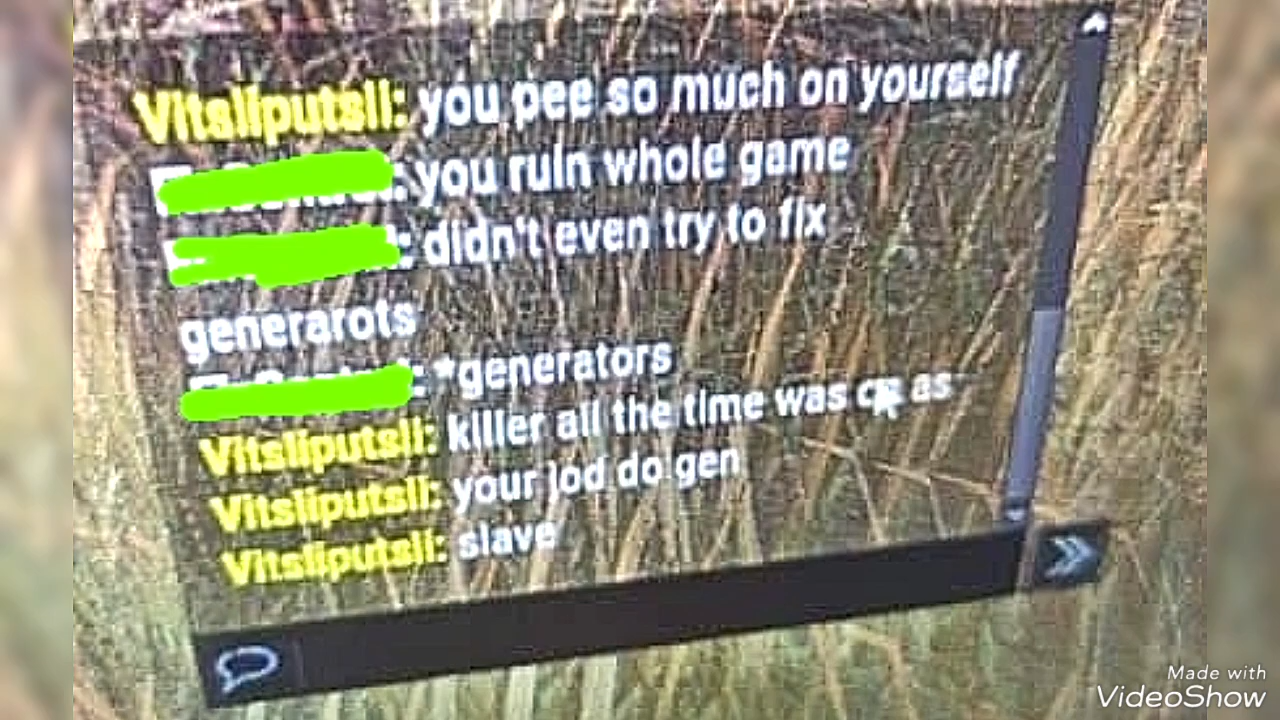 Vitsliputsli: you pee so much on yourself
: you ruin whole game
: didn't even try to fix
generarots
: *generators
Vitsliputsli: killer all the time was as
Vitsliputsli: your jod do gen
Vitsliputsli: slave
Made with
VideoShow